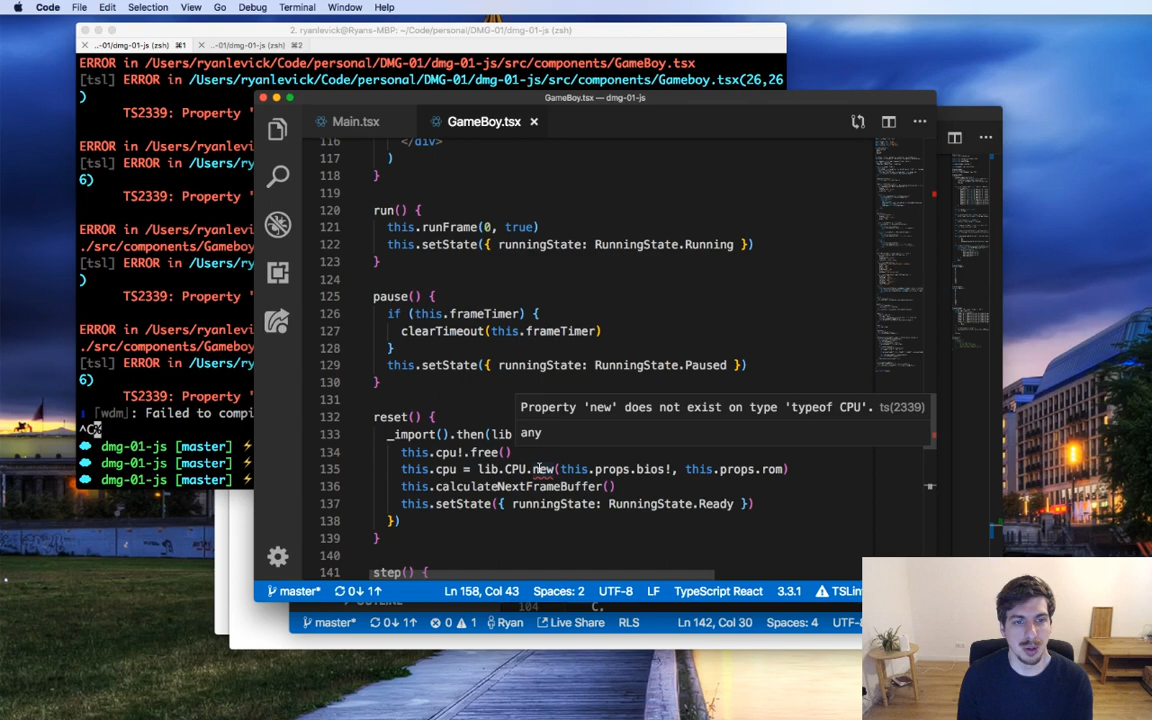 Code File Edit Selection View Go Debug Terminal Window Help
2. ryanlevick@Ryans-MBP: ~/Code/personal/DMG-01/dmg-01-js (zsh)
..-01/dmg-01-js (zsh) ⌘1 ..-01/dmg-01-js (zsh) ⌘2
ERROR in /Users/ryanlevick/Code/personal/DMG-01/dmg-01-js/src/components/GameBoy.tsx
[tsl] ERROR in /Users/ryanlevick/Code/personal/DMG-01/dmg-01-js/src/components/Gameboy.tsx(26,26
)
TS2339: Property '
ERROR in /Users/ryanlevic
[tsl] ERROR in /Users/ry
6)
TS2339: Property '
ERROR in /Users/ryanlevic
./src/components/Gameboy
[tsl] ERROR in /Users/ry
)
TS2339: Property '
ERROR in /Users/ryanlevic
./src/components/GameBoy
[tsl] ERROR in /Users/ry
6)
TS2339: Property '
[wdm]: Failed to compi
^C
dmg-01-js [master] ⚡
dmg-01-js [master] ⚡
dmg-01-js [master] ⚡
GameBoy.tsx — dmg-01-js
Main.tsx GameBoy.tsx ×
116 </div>
117 )
118 }
119
120 run() {
121 this.runFrame(0, true)
122 this.setState({ runningState: RunningState.Running })
123 }
124
125 pause() {
126 if (this.frameTimer) {
127 clearTimeout(this.frameTimer)
128 }
129 this.setState({ runningState: RunningState.Paused })
130 }
131
Property 'new' does not exist on type 'typeof CPU'. ts(2339)
any
132 reset() {
133 _import().then(lib
134 this.cpu!.free()
135 this.cpu = lib.CPU.new(this.props.bios!, this.props.rom)
136 this.calculateNextFrameBuffer()
137 this.setState({ runningState: RunningState.Ready })
138 })
139 }
140
141 step() {
master* 0↓ 1↑ Ln 158, Col 43 Spaces: 2 UTF-8 LF TypeScript React 3.3.1 TSLin
104
master* 0↓ 1↑ 0 1 Ryan Live Share RLS Ln 142, Col 30 Spaces: 4 UTF-8